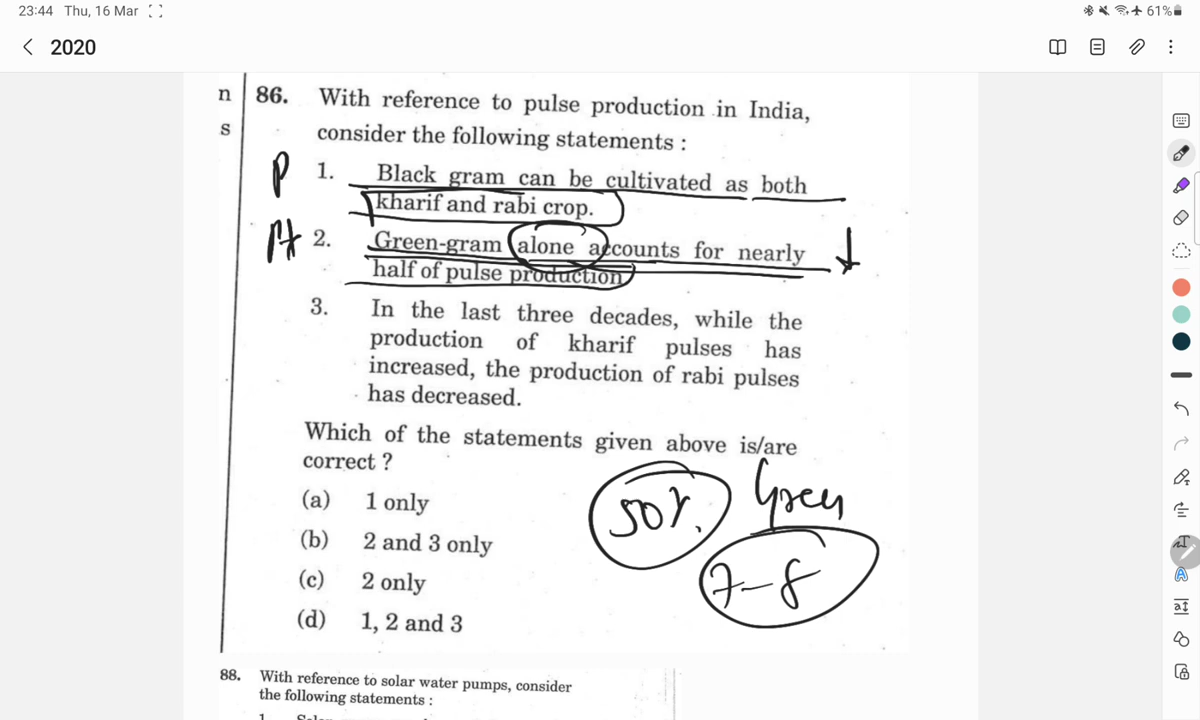 23:44 Thu, 16 Mar
61%
2020
n
86. With reference to pulse production in India,
s
consider the following statements :
P
1. Black gram can be cultivated as both
kharif and rabi crop.
2. Green-gram alone accounts for nearly
half of pulse production
3. In the last three decades, while the
production of kharif pulses has
increased, the production of rabi pulses
has decreased.
Which of the statements given above is/are
correct ?
50%.
Green
(a) 1 only
(b) 2 and 3 only
7-8
(c) 2 only
(d) 1, 2 and 3
88. With reference to solar water pumps, consider
the following statements :
1